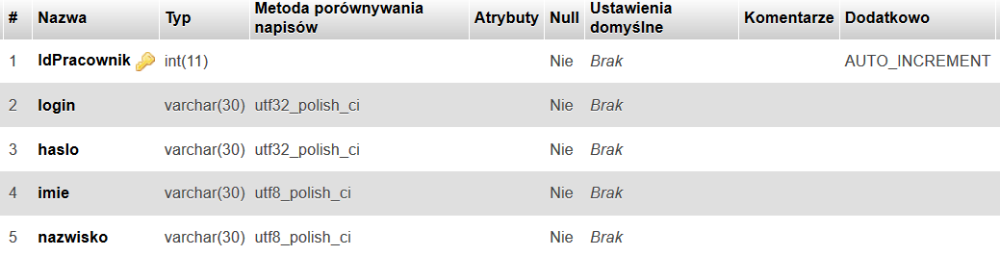 # Nazwa Typ Metoda porównywania napisów Atrybuty Null Ustawienia domyślne Komentarze Dodatkowo
1 IdPracownik int(11) Nie Brak AUTO_INCREMENT
2 login varchar(30) utf32_polish_ci Nie Brak
3 haslo varchar(30) utf32_polish_ci Nie Brak
4 imie varchar(30) utf8_polish_ci Nie Brak
5 nazwisko varchar(30) utf8_polish_ci Nie Brak